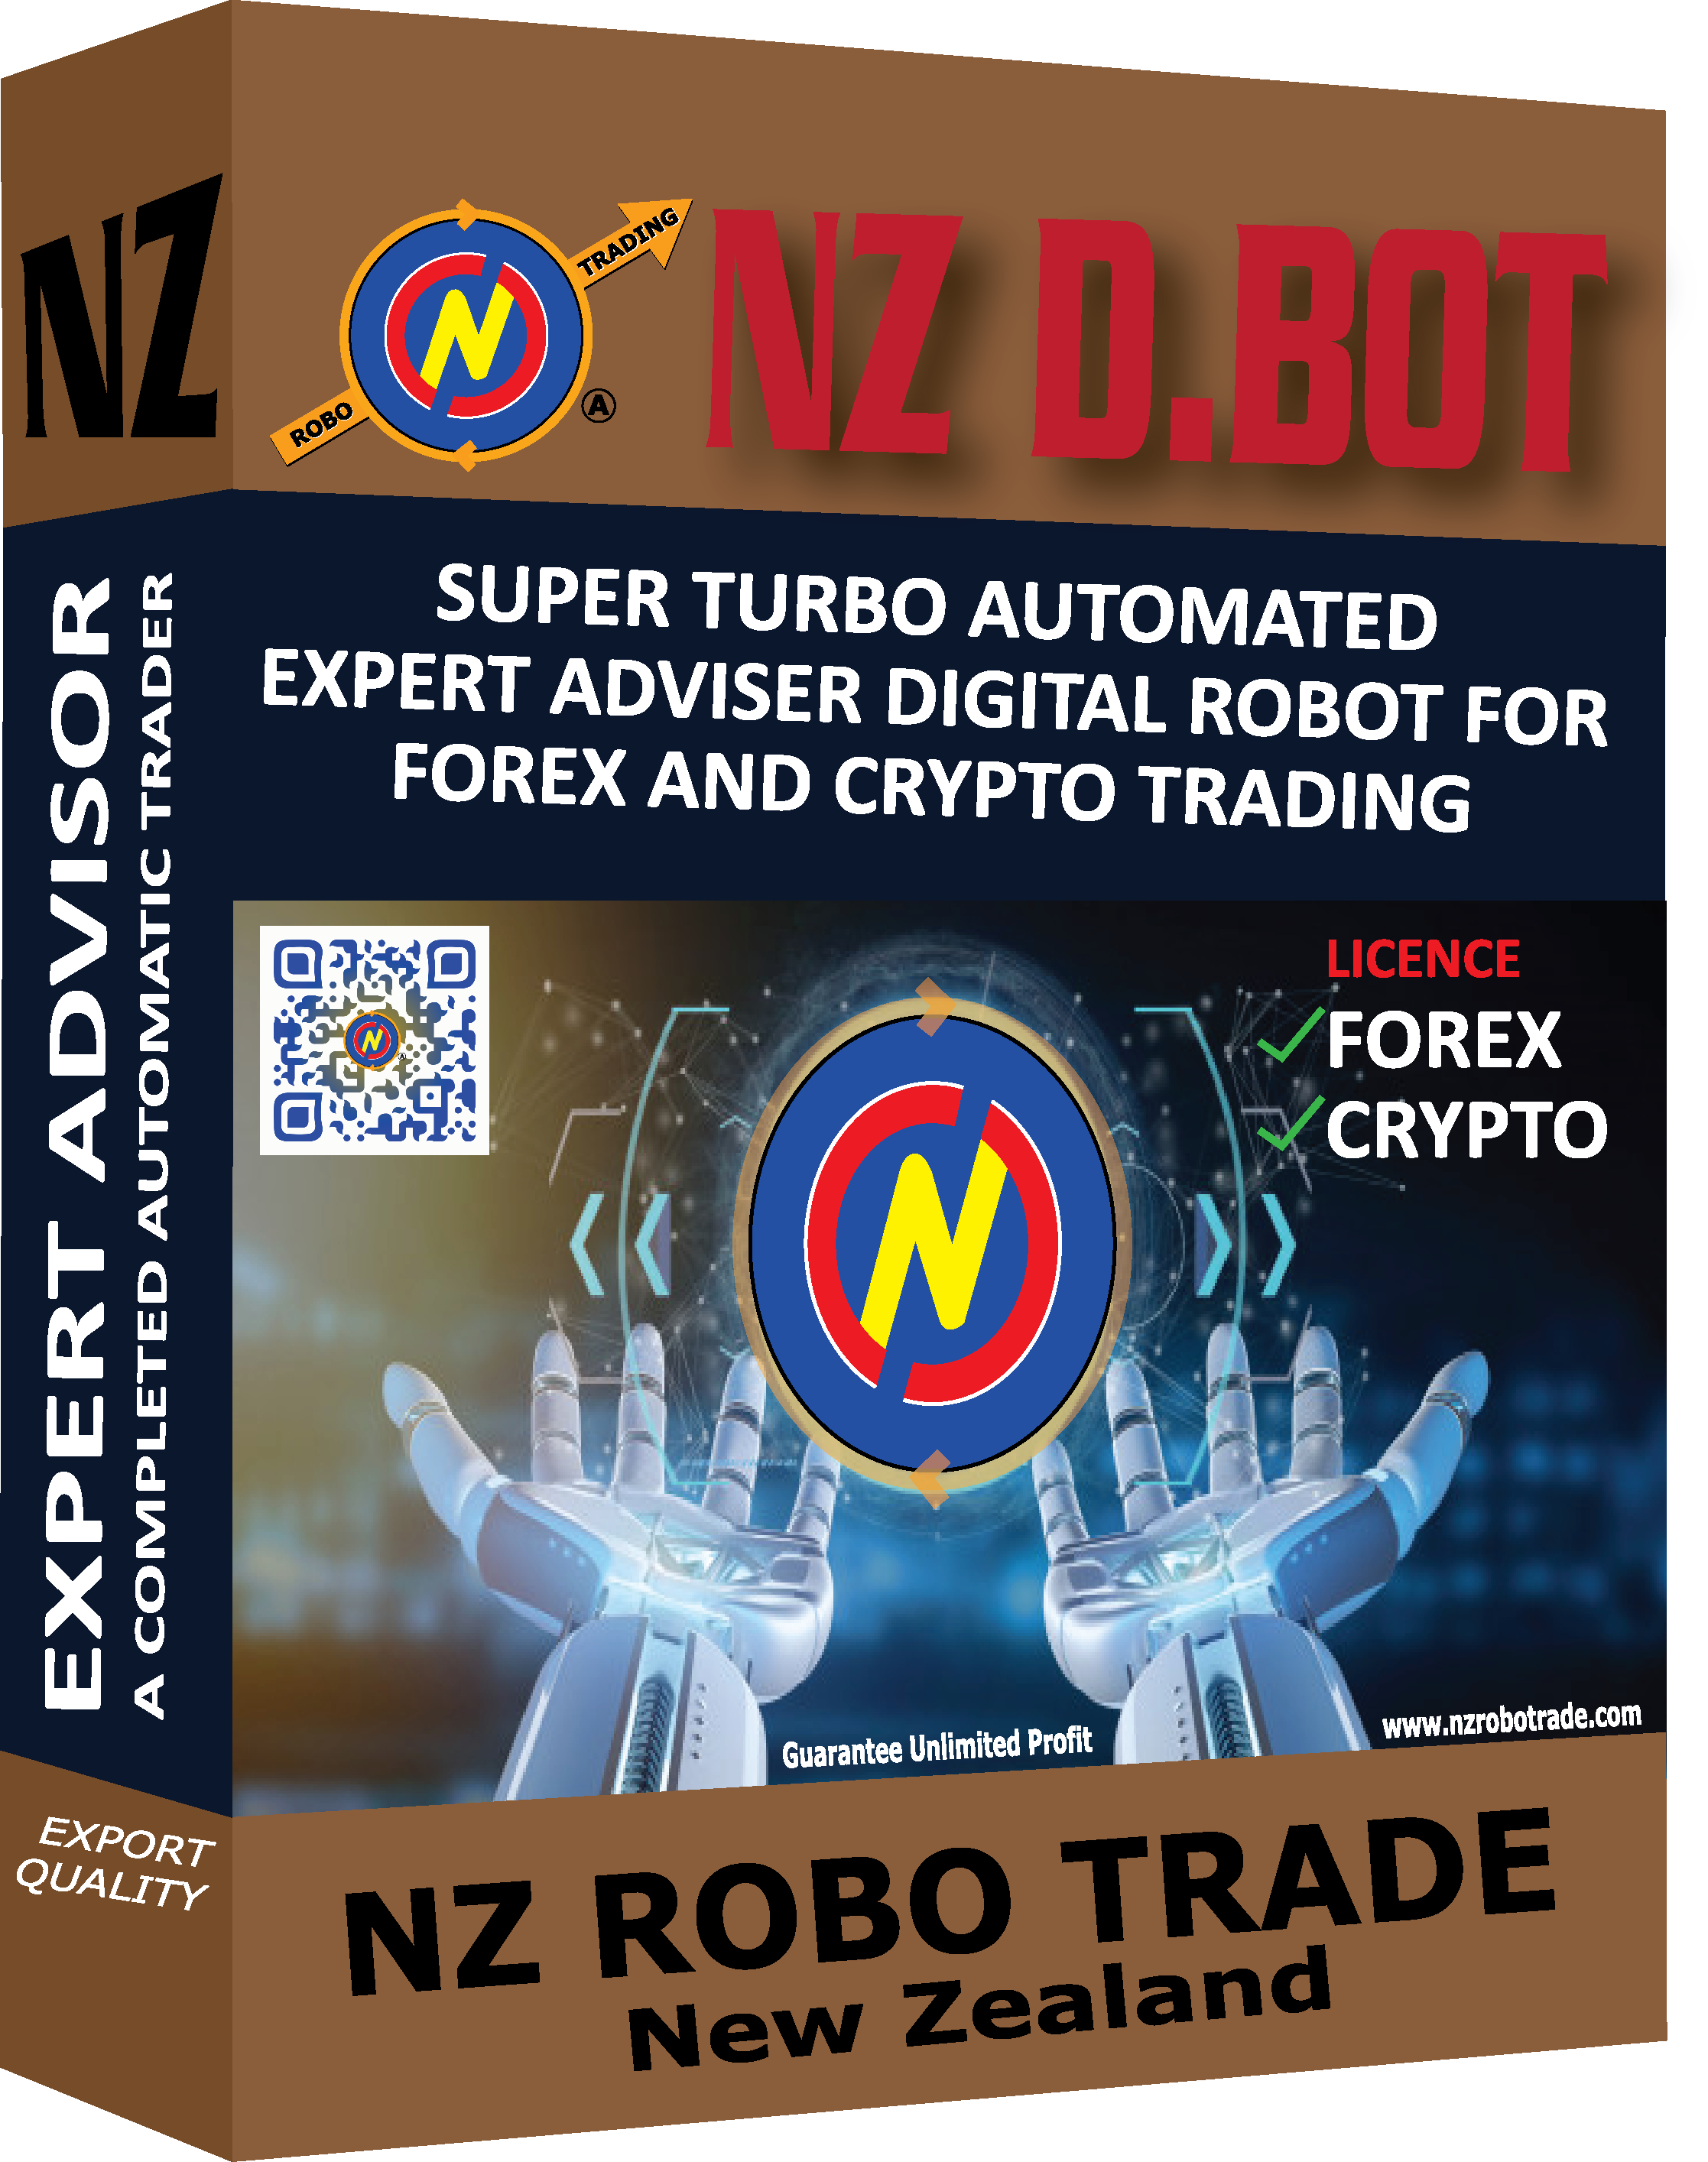 NZ
EXPERT ADVISOR
A COMPLETED AUTOMATIC TRADER
EXPORT
QUALITY
ROBO
TRADING
N
A
NZ D.BOT
SUPER TURBO AUTOMATED
EXPERT ADVISER DIGITAL ROBOT FOR
FOREX AND CRYPTO TRADING
N
LICENCE
FOREX
CRYPTO
N
Guarantee Unlimited Profit
www.nzrobotrade.com
NZ ROBO TRADE
New Zealand